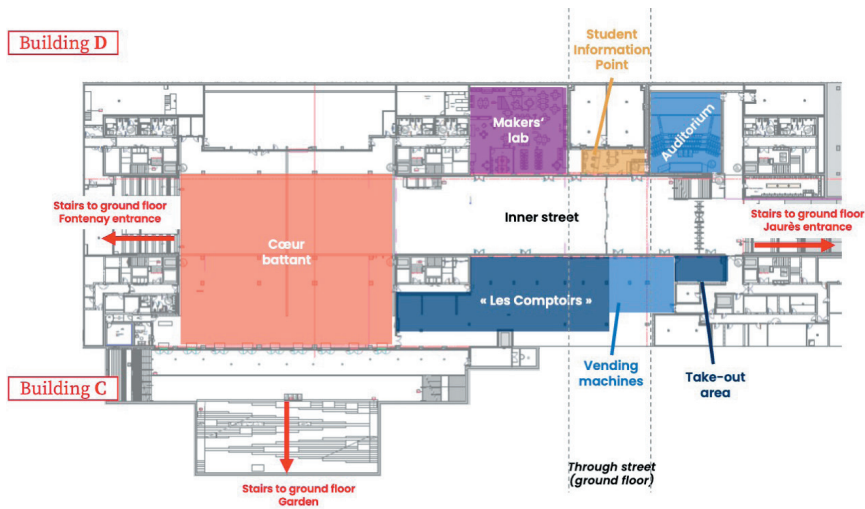 Building D
Student
Information
Point
Makers'
lab
Auditorium
Stairs to ground floor
Fontenay entrance
Inner street
Stairs to ground floor
Jaurès entrance
Cœur
battant
« Les Comptoirs »
Building C
Vending
machines
Take-out
area
Through street
(ground floor)
Stairs to ground floor
Garden